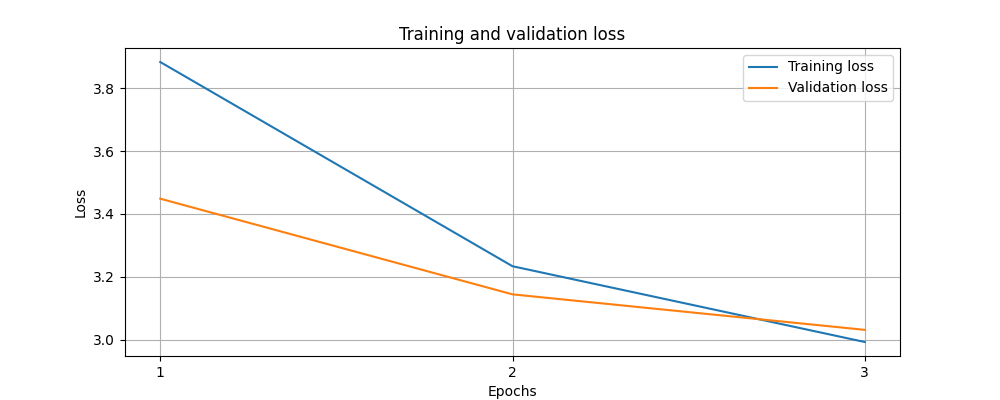 Training and validation loss
Training loss
Validation loss
3.8
3.6
3.4
3.2
3.0
Loss
1
2
3
Epochs